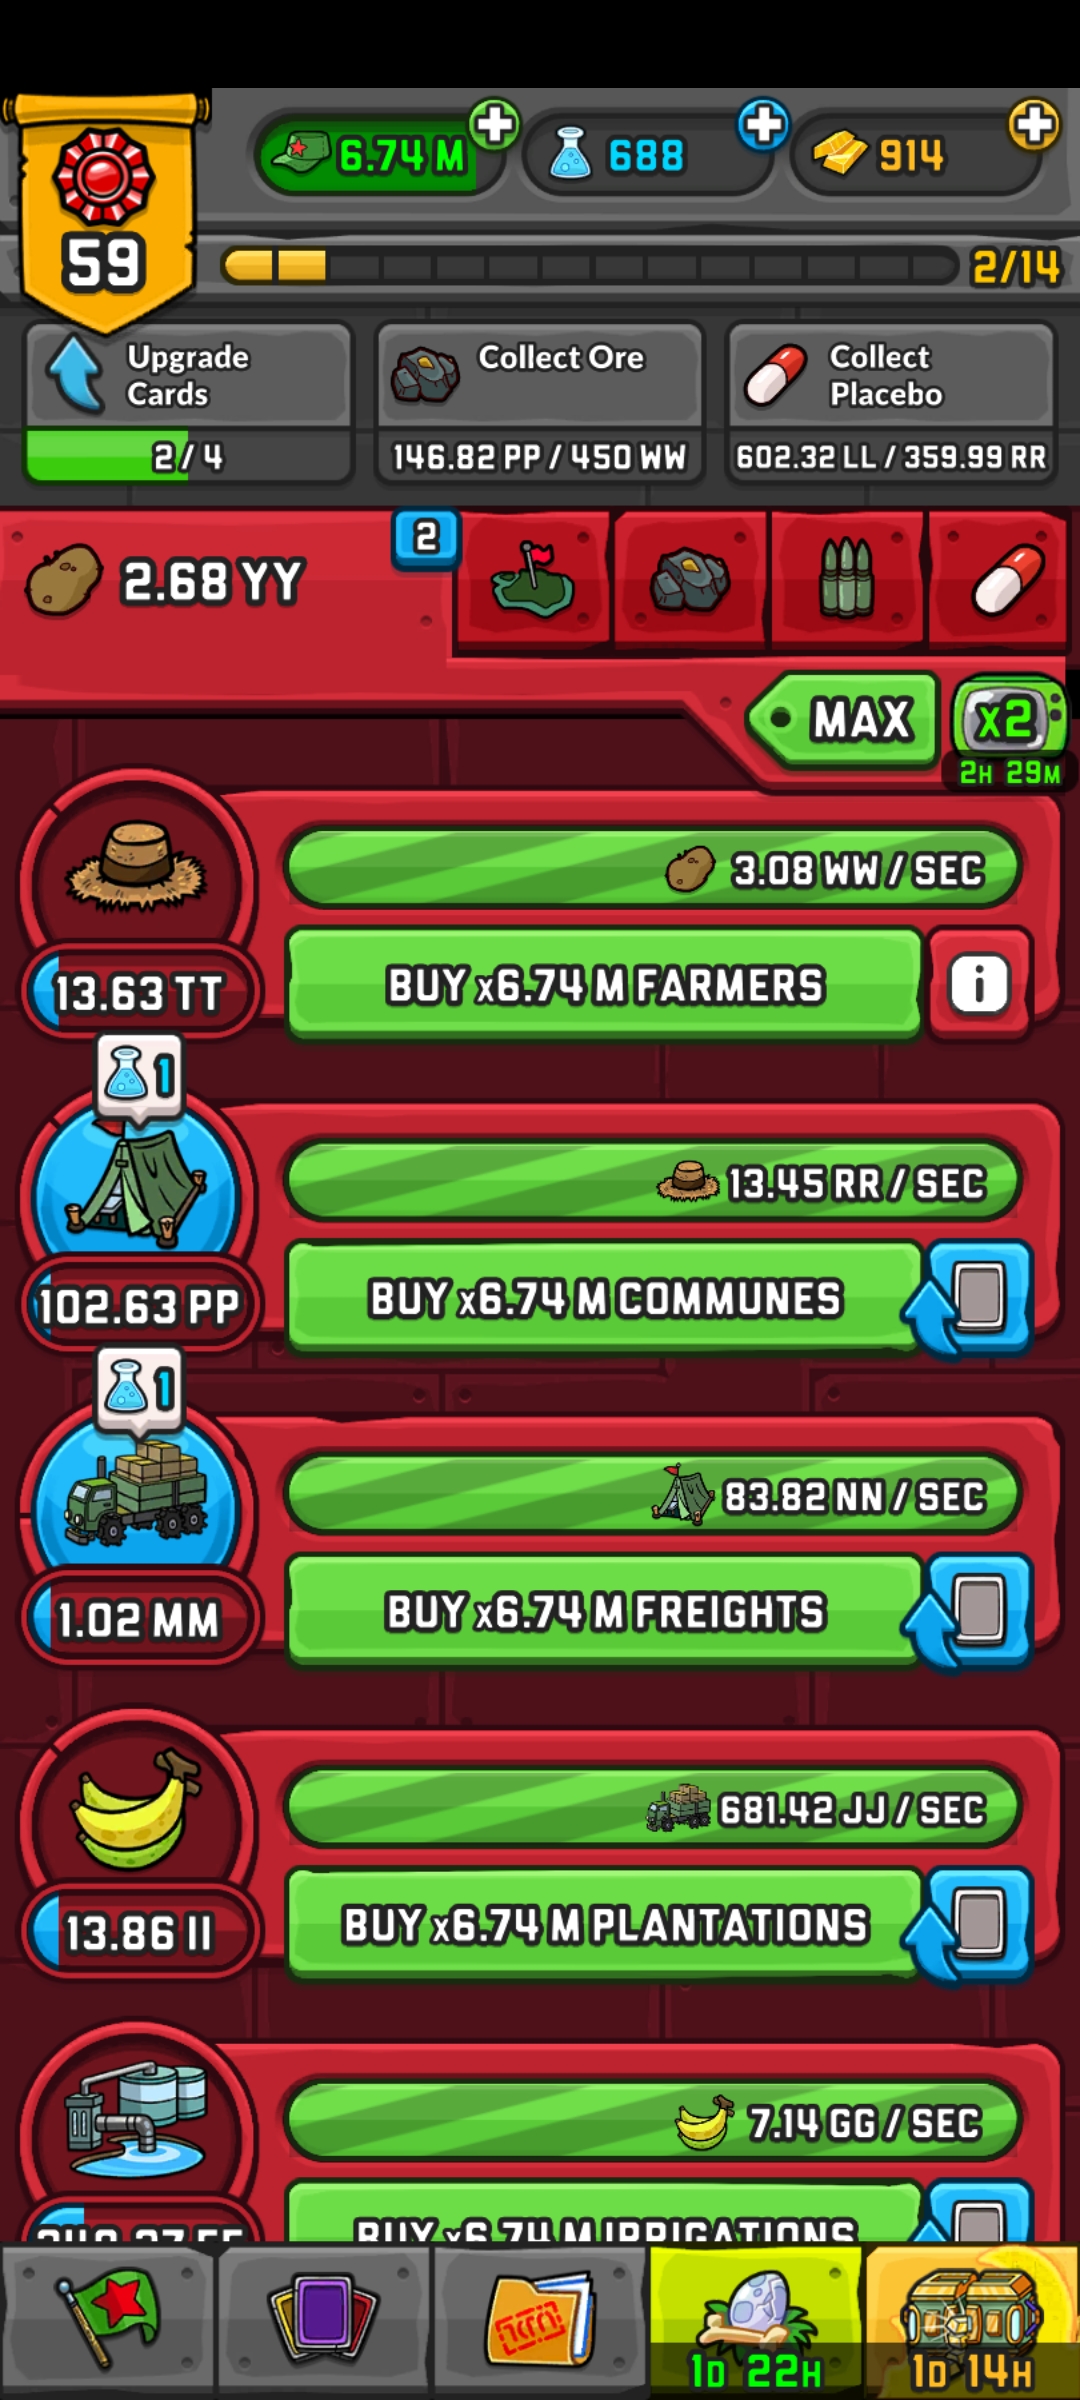 59
6.74 M
688
914
2/14
Upgrade
Cards
2/4
Collect Ore
146.82 PP / 450 WW
Collect
Placebo
602.32 LL / 359.99 RR
2.68 YY
2
MAX
x2
2H 29M
3.08 WW / SEC
BUY x6.74 M FARMERS
i
13.63 TT
1
13.45 RR / SEC
BUY x6.74 M COMMUNES
102.63 PP
1
83.82 NN / SEC
BUY x6.74 M FREIGHTS
1.02 MM
681.42 JJ / SEC
BUY x6.74 M PLANTATIONS
13.86 II
7.14 GG / SEC
BUY x6.74 M IRRIGATIONS
1D 22H
1D 14H